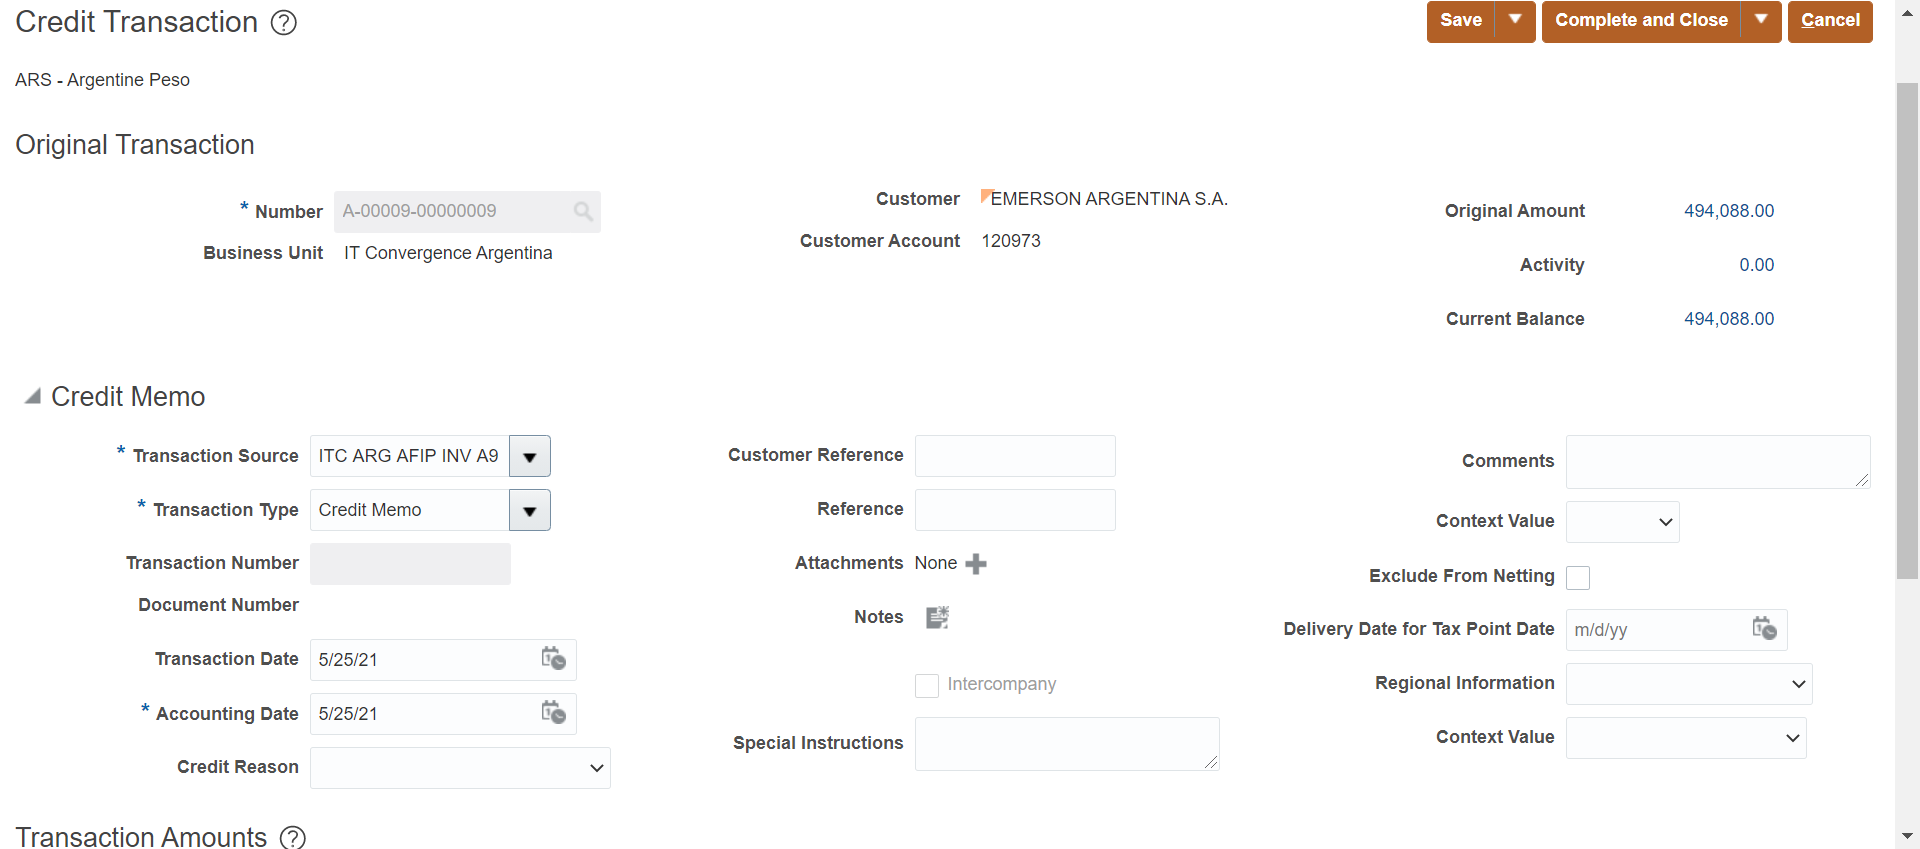 Credit Transaction ?
Save
Complete and Close
Cancel
ARS - Argentine Peso
Original Transaction
* Number A-00009-00000009
Business Unit IT Convergence Argentina
Customer EMERSON ARGENTINA S.A.
Customer Account 120973
Original Amount 494,088.00
Activity 0.00
Current Balance 494,088.00
Credit Memo
* Transaction Source ITC ARG AFIP INV A9
* Transaction Type Credit Memo
Transaction Number
Document Number
Transaction Date 5/25/21
* Accounting Date 5/25/21
Credit Reason
Customer Reference
Reference
Attachments None
Notes
Intercompany
Special Instructions
Comments
Context Value
Exclude From Netting
Delivery Date for Tax Point Date m/d/yy
Regional Information
Context Value
Transaction Amounts ?